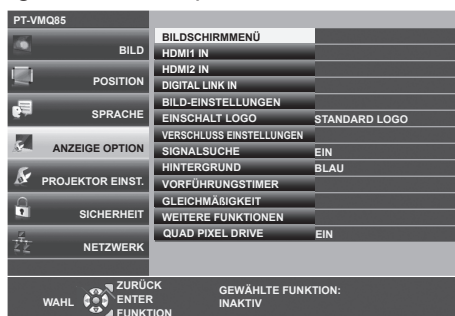 PT-VMQ85
BILD
POSITION
SPRACHE
ANZEIGE OPTION
PROJEKTOR EINST.
SICHERHEIT
NETZWERK
BILDSCHIRMMENÜ
HDMI1 IN
HDMI2 IN
DIGITAL LINK IN
BILD-EINSTELLUNGEN
EINSCHALT LOGO STANDARD LOGO
VERSCHLUSS EINSTELLUNGEN
SIGNALSUCHE EIN
HINTERGRUND BLAU
VORFÜHRUNGSTIMER
GLEICHMÄßIGKEIT
WEITERE FUNKTIONEN
QUAD PIXEL DRIVE EIN
WAHL
ZURÜCK
ENTER
FUNKTION
GEWÄHLTE FUNKTION:
INAKTIV